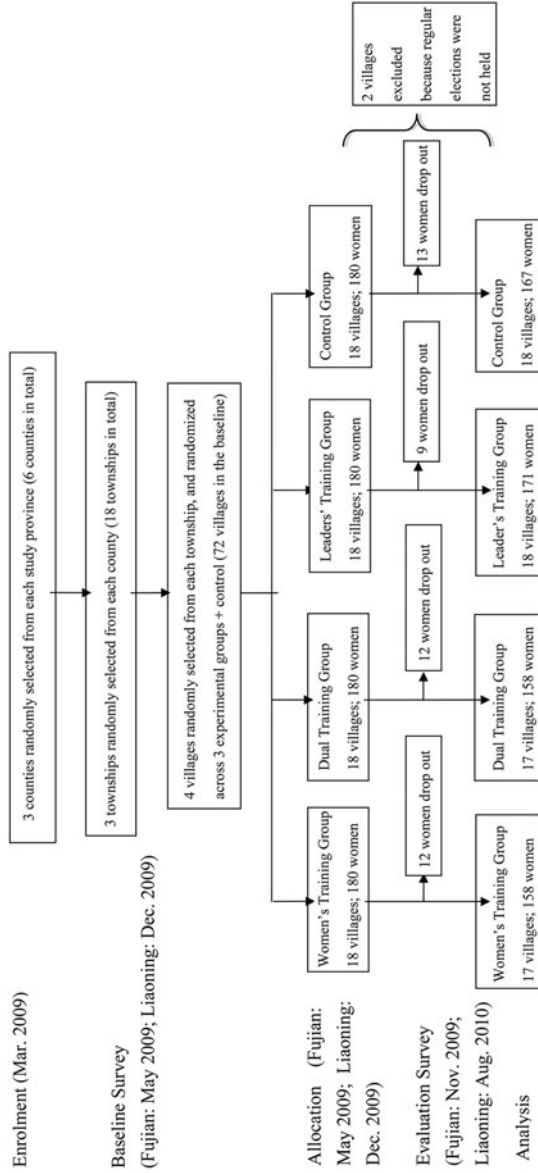 Enrolment (Mar. 2009)
3 counties randomly selected from each study province (6 counties in total)
Baseline Survey
(Fujian: May 2009; Liaoning: Dec. 2009)
3 townships randomly selected from each county (18 townships in total)
4 villages randomly selected from each township, and randomized
across 3 experimental groups + control (72 villages in the baseline)
Allocation (Fujian:
May 2009; Liaoning:
Dec. 2009)
Women's Training Group
18 villages; 180 women
Dual Training Group
18 villages; 180 women
Leaders' Training Group
18 villages; 180 women
Control Group
18 villages; 180 women
Evaluation Survey
(Fujian: Nov. 2009;
Liaoning: Aug. 2010)
12 women drop out
12 women drop out
9 women drop out
13 women drop out
2 villages
excluded
because regular
elections were
not held
Analysis
Women's Training Group
17 villages; 158 women
Dual Training Group
17 villages; 158 women
Leader's Training Group
18 villages; 171 women
Control Group
18 villages; 167 women